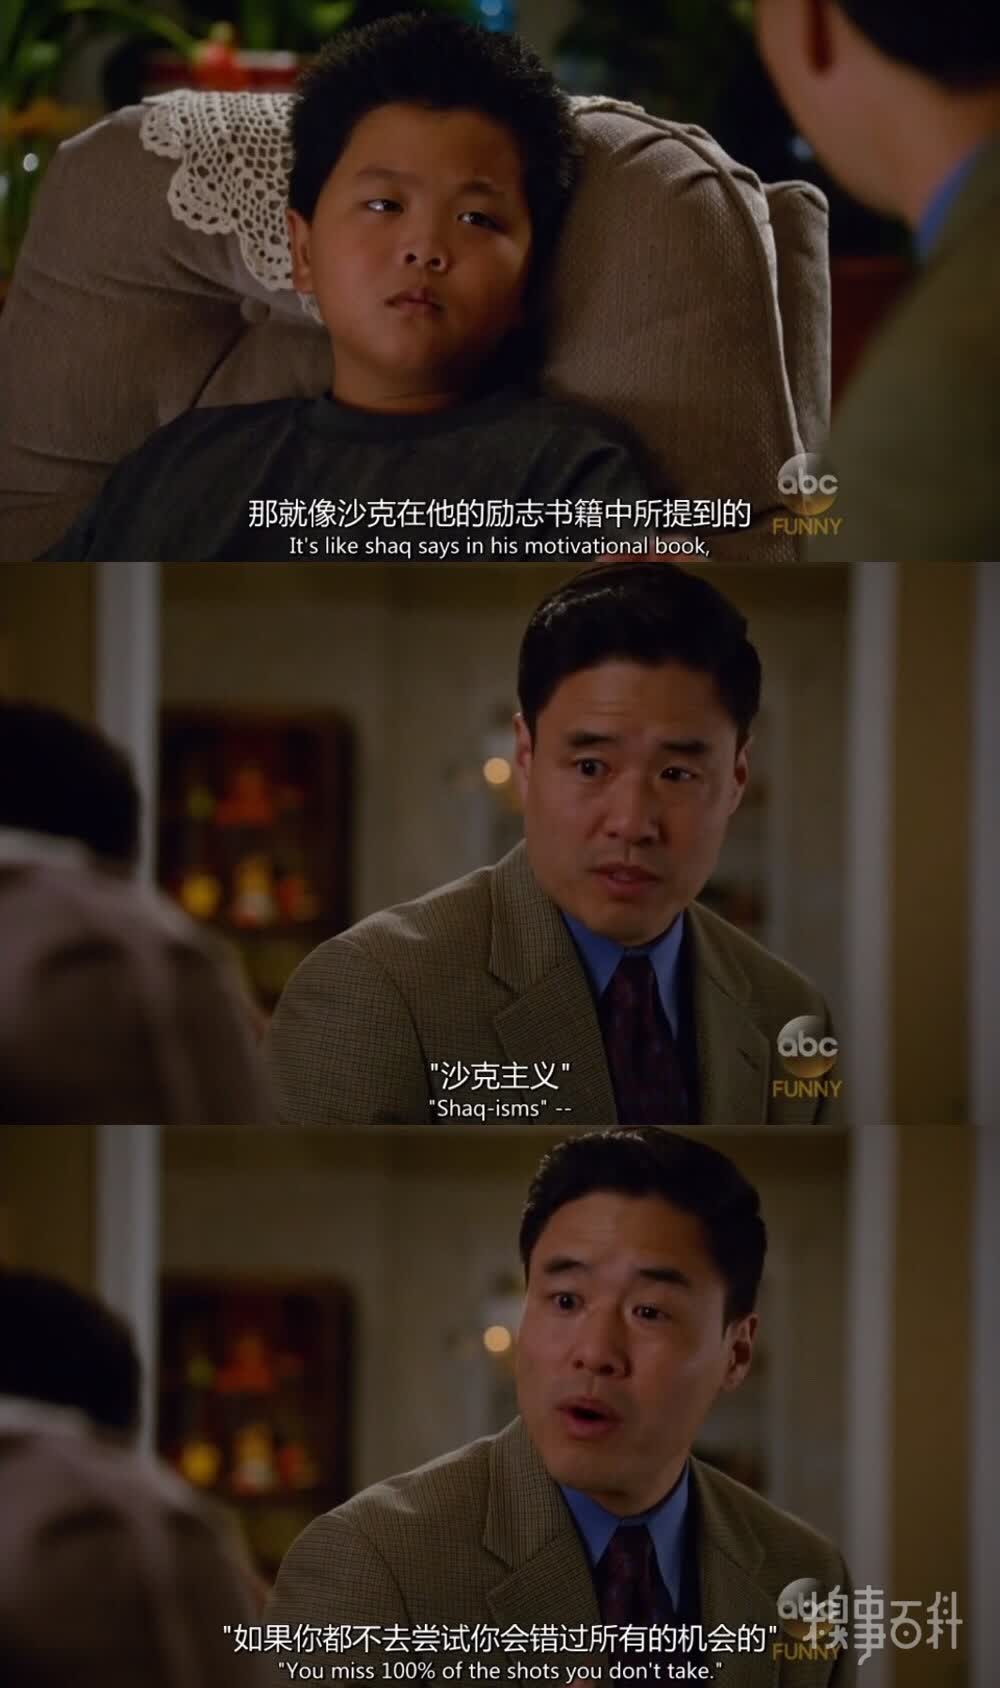 那就像沙克在他的励志书籍中所提到的
It's like shaq says in his motivational book,
abc
FUNNY
"沙克主义"
"Shaq-isms" --
abc
FUNNY
"如果你都不去尝试你会错过所有的机会的"
"You miss 100% of the shots you don't take."
abc
FUNNY
糗事百科